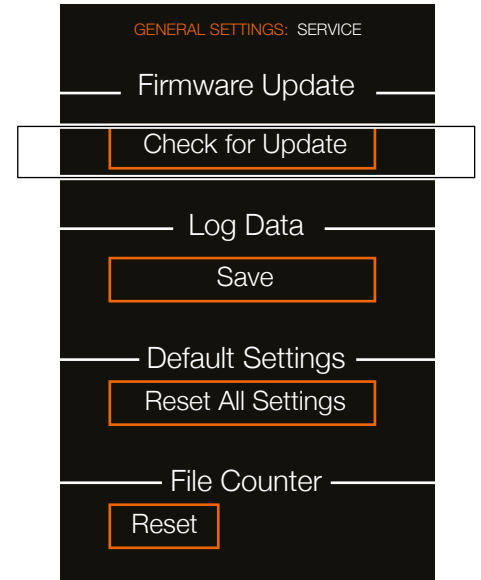 GENERAL SETTINGS: SERVICE
Firmware Update
Check for Update
Log Data
Save
Default Settings
Reset All Settings
File Counter
Reset